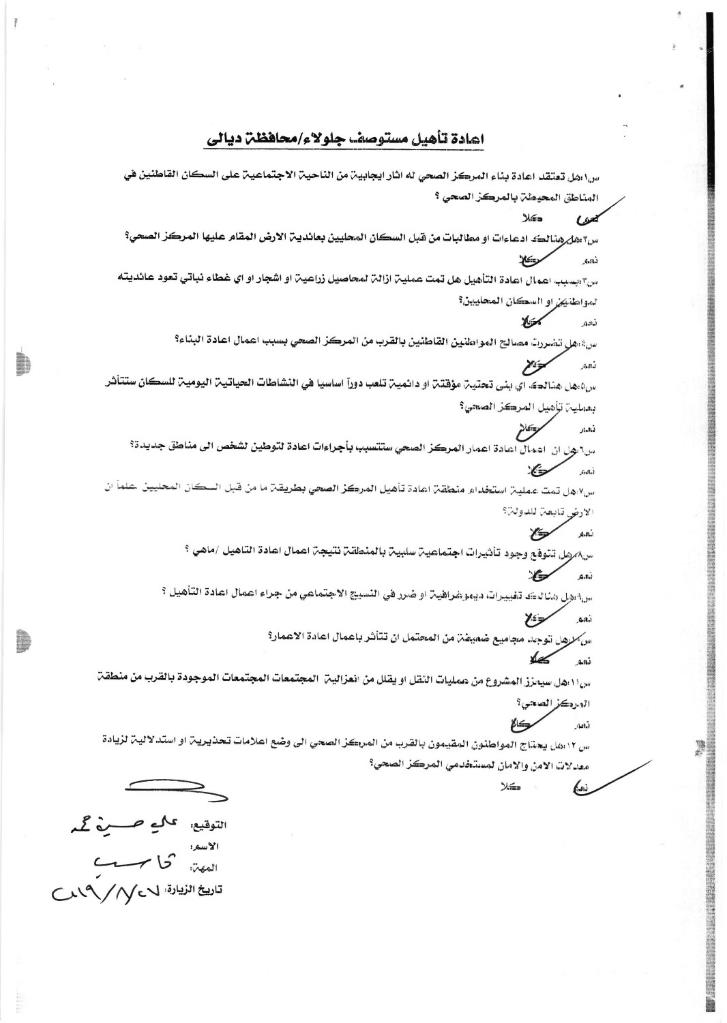 اعادة تأهيل مستوصف جلولاء/محافظة ديالى
س١:هل تعتقد اعادة بناء المركز الصحي له اثار ايجابية من الناحية الاجتماعية على السكان القاطنين في
المناطق المحيطة بالمركز الصحي ؟
نعم كلا
س٢:هل هنالك ادعاءات او مطالبات من قبل السكان المحليين بعائدية الارض المقام عليها المركز الصحي؟
نعم كلا
س٣:بسبب اعمال اعادة التأهيل هل تمت عملية ازالة لمحاصيل زراعية او اشجار او اي غطاء نباتي تعود عائديته
لمواطنين او السكان المحليين؟
نعم كلا
س٤:هل تضررت مصالح المواطنين القاطنين بالقرب من المركز الصحي بسبب اعمال اعادة البناء؟
نعم كلا
س٥:هل هنالك اي بنى تحتية مؤقتة او دائمية تلعب دوراً اساسيا في النشاطات الحياتية اليومية للسكان ستتأثر
بعملية تأهيل المركز الصحي؟
نعم كلا
س٦:هل ان اعمال اعادة اعمار المركز الصحي ستتسبب بأجراءات اعادة لتوطين لشخص الى مناطق جديدة؟
نعم كلا
س٧:هل تمت عملية استخدام منطقة اعادة تأهيل المركز الصحي بطريقة ما من قبل السكان المحليين علماً ان
الارض تابعة للدولة؟
نعم كلا
س٨:هل تتوقع وجود تأثيرات اجتماعية سلبية بالمنطقة نتيجة اعمال اعادة التاهيل /ماهي ؟
نعم كلا
س٩:هل هنالك تغييرات ديموغرافية او ضرر في النسيج الاجتماعي من جراء اعمال اعادة التأهيل ؟
نعم كلا
س١٠:هل توجد مجاميع ضعيفة من المحتمل ان تتأثر باعمال اعادة الاعمار؟
نعم كلا
س١١:هل سيعزز المشروع من عمليات النقل او يقلل من انعزالية المجتمعات المجتمعات الموجودة بالقرب من منطقة
المركز الصحي؟
نعم كلا
س١٢:هل يحتاج المواطنون المقيمون بالقرب من المركز الصحي الى وضع اعلامات تحذيرية او استدلالية لزيادة
معدلات الامن والامان لمستخدمي المركز الصحي؟
نعم كلا
التوقيع: علي حسين محمد
الاسم:
المهة: كاسب
تاريخ الزيارة: ٢٠١٩/٨/٢٧